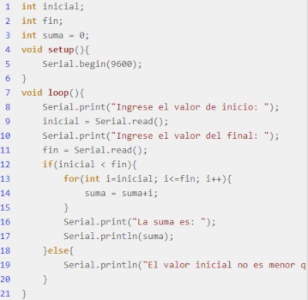 1 int inicial;
2 int fin;
3 int suma = 0;
4 void setup(){
5 Serial.begin(9600);
6 }
7 void loop(){
8 Serial.print("Ingrese el valor de inicio: ");
9 inicial = Serial.read();
10 Serial.print("Ingrese el valor del final: ");
11 fin = Serial.read();
12 if(inicial < fin){
13 for(int i=inicial; i<=fin; i++){
14 suma = suma+i;
15 }
16 Serial.print("La suma es: ");
17 Serial.println(suma);
18 }else{
19 Serial.println("El valor inicial no es menor q
20 }
21 }